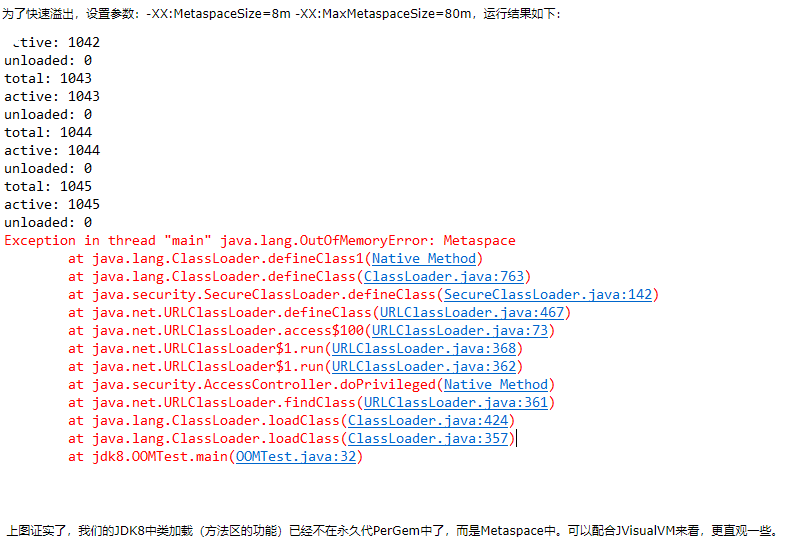 为了快速溢出，设置参数：-XX:MetaspaceSize=8m -XX:MaxMetaspaceSize=80m，运行结果如下：
ctive: 1042
unloaded: 0
total: 1043
active: 1043
unloaded: 0
total: 1044
active: 1044
unloaded: 0
total: 1045
active: 1045
unloaded: 0
Exception in thread "main" java.lang.OutOfMemoryError: Metaspace
at java.lang.ClassLoader.defineClass1(Native Method)
at java.lang.ClassLoader.defineClass(ClassLoader.java:763)
at java.security.SecureClassLoader.defineClass(SecureClassLoader.java:142)
at java.net.URLClassLoader.defineClass(URLClassLoader.java:467)
at java.net.URLClassLoader.access$100(URLClassLoader.java:73)
at java.net.URLClassLoader$1.run(URLClassLoader.java:368)
at java.net.URLClassLoader$1.run(URLClassLoader.java:362)
at java.security.AccessController.doPrivileged(Native Method)
at java.net.URLClassLoader.findClass(URLClassLoader.java:361)
at java.lang.ClassLoader.loadClass(ClassLoader.java:424)
at java.lang.ClassLoader.loadClass(ClassLoader.java:357)
at jdk8.OOMTest.main(OOMTest.java:32)
上图证实了，我们的JDK8中类加载（方法区的功能）已经不在永久代PerGem中了，而是Metaspace中。可以配合JVisualVM来看，更直观一些。